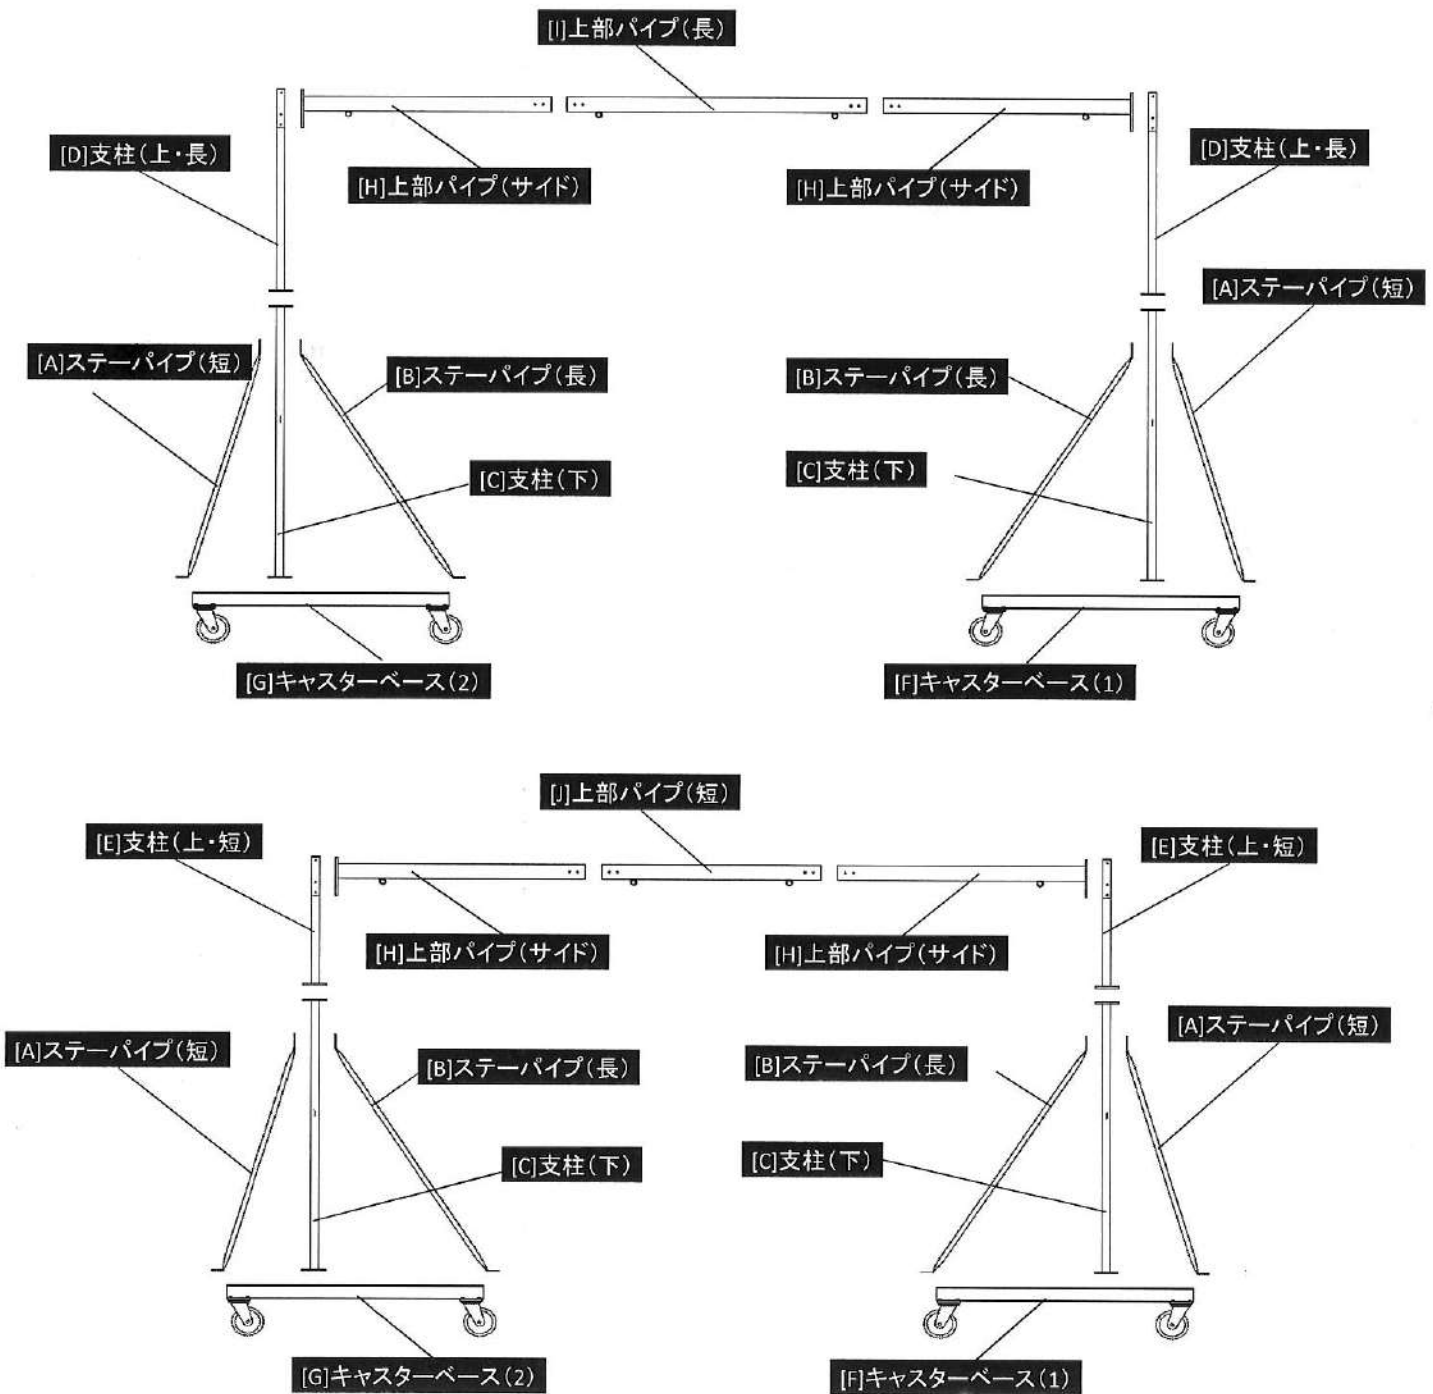 [I]上部パイプ(長)
[D]支柱(上・長)
[D]支柱(上・長)
[H]上部パイプ(サイド)
[H]上部パイプ(サイド)
[A]ステーパイプ(短)
[A]ステーパイプ(短)
[B]ステーパイプ(長)
[B]ステーパイプ(長)
[C]支柱(下)
[C]支柱(下)
[G]キャスターベース(2)
[F]キャスターベース(1)
[J]上部パイプ(短)
[E]支柱(上・短)
[E]支柱(上・短)
[H]上部パイプ(サイド)
[H]上部パイプ(サイド)
[A]ステーパイプ(短)
[A]ステーパイプ(短)
[B]ステーパイプ(長)
[B]ステーパイプ(長)
[C]支柱(下)
[C]支柱(下)
[G]キャスターベース(2)
[F]キャスターベース(1)